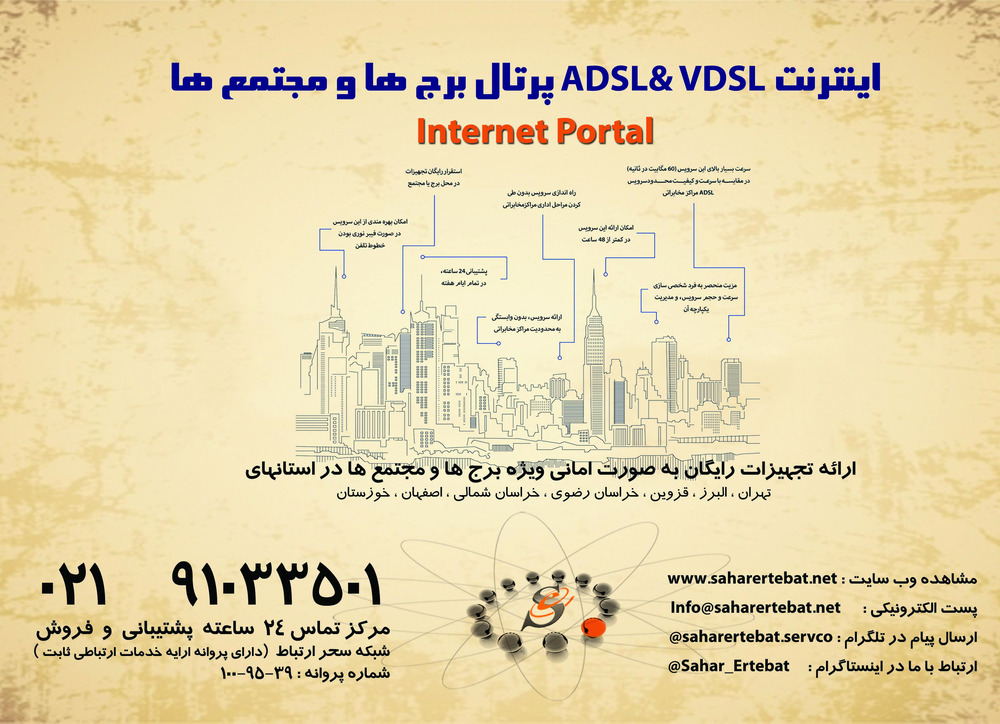 اینترنت ADSL& VDSL پرتال برج ها و مجتمع ها
Internet Portal
سرعت بسیار بالای این سرویس (60 مگابیت در ثانیه)
در مقایسه با سرعت و کیفیت محدود سرویس
ADSL مراکز مخابراتی
استقرار رایگان تجهیزات
در محل برج یا مجتمع
راه اندازی سرویس بدون طی
کردن مراحل اداری مراکز مخابراتی
امکان بهره مندی از این سرویس
در صورت فیبر نوری بودن
خطوط تلفن
امکان ارائه این سرویس
در کمتر از 48 ساعت
پشتیبانی 24 ساعته،
در تمام ایام هفته
مزیت منحصر به فرد شخصی سازی
سرعت و حجم سرویس، و مدیریت
یکپارچه آن
ارائه سرویس، بدون وابستگی
به محدودیت مراکز مخابراتی
ارائه تجهیزات رایگان به صورت امانی ویژه برج ها و مجتمع ها در استانهای
تهران ، البرز ، قزوین ، خراسان رضوی ، خراسان شمالی ، اصفهان ، خوزستان
مشاهده وب سایت : www.saharertebat.net
پست الکترونیکی : Info@saharertebat.net
ارسال پیام در تلگرام : @saharertebat.servco
ارتباط با ما در اینستاگرام : @Sahar_Ertebat
۰۲۱ ۹۱۰۳۳۵۰۱
مرکز تماس ۲۴ ساعته پشتیبانی و فروش
شبکه سحر ارتباط (دارای پروانه ارایه خدمات ارتباطی ثابت )
شماره پروانه : ۳۹-۹۵-۱۰۰